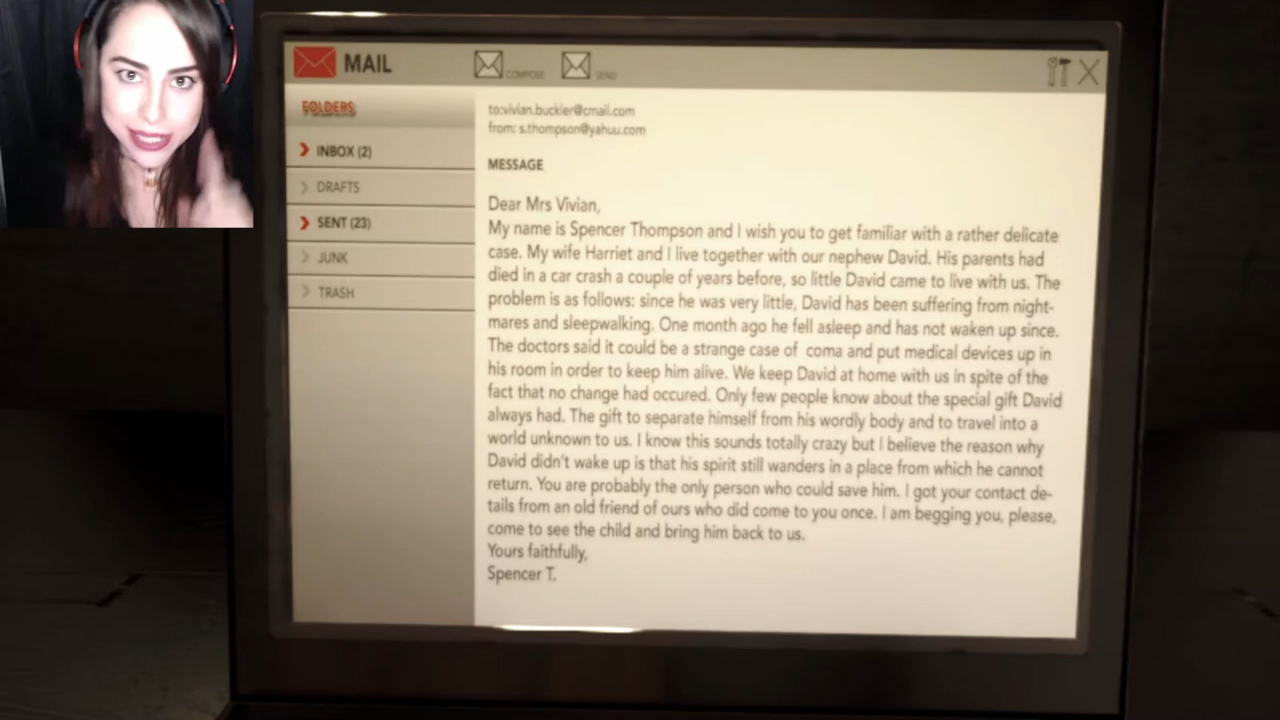 MAIL
COMPOSE
SEND
FOLDERS
INBOX (2)
DRAFTS
SENT (23)
JUNK
TRASH
to:vivian.buckler@cmail.com
from: s.thompson@yahuu.com
MESSAGE
Dear Mrs Vivian,
My name is Spencer Thompson and I wish you to get familiar with a rather delicate
case. My wife Harriet and I live together with our nephew David. His parents had
died in a car crash a couple of years before, so little David came to live with us. The
problem is as follows: since he was very little, David has been suffering from night-
mares and sleepwalking. One month ago he fell asleep and has not waken up since.
The doctors said it could be a strange case of coma and put medical devices up in
his room in order to keep him alive. We keep David at home with us in spite of the
fact that no change had occured. Only few people know about the special gift David
always had. The gift to separate himself from his wordly body and to travel into a
world unknown to us. I know this sounds totally crazy but I believe the reason why
David didn't wake up is that his spirit still wanders in a place from which he cannot
return. You are probably the only person who could save him. I got your contact de-
tails from an old friend of ours who did come to you once. I am begging you, please,
come to see the child and bring him back to us.
Yours faithfully,
Spencer T.